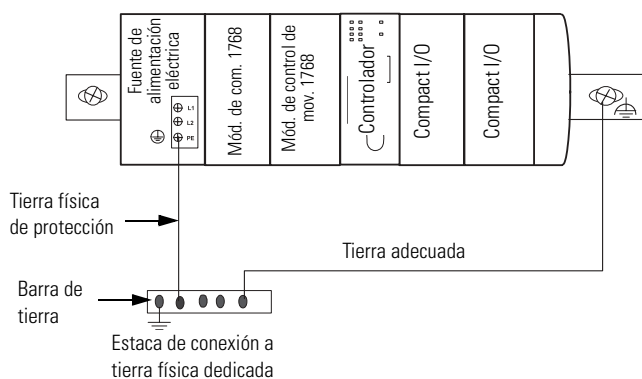 Fuente de
alimentación
eléctrica
L1
L2
PE
Mód. de com. 1768
Mód. de control de
mov. 1768
Controlador
Compact I/O
Compact I/O
Tierra física
de protección
Tierra adecuada
Barra de
tierra
Estaca de conexión a
tierra física dedicada